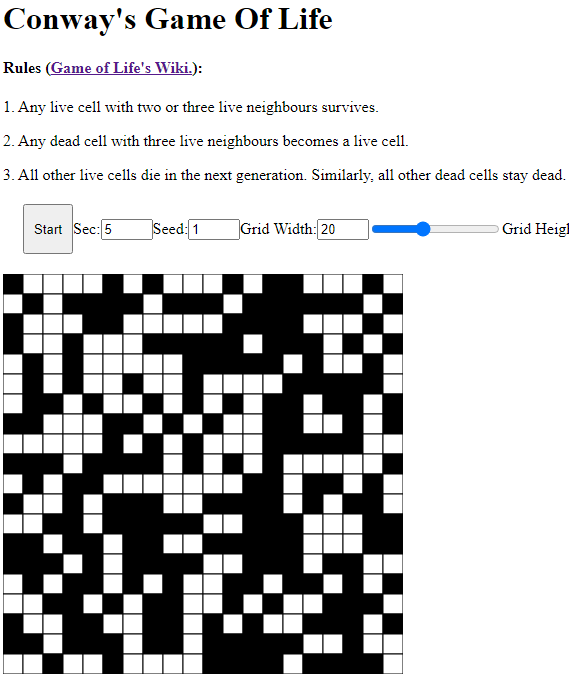 Conway's Game Of Life
Rules (Game of Life's Wiki.):
1. Any live cell with two or three live neighbours survives.
2. Any dead cell with three live neighbours becomes a live cell.
3. All other live cells die in the next generation. Similarly, all other dead cells stay dead.
Start Sec: 5 Seed: 1 Grid Width: 20 Grid